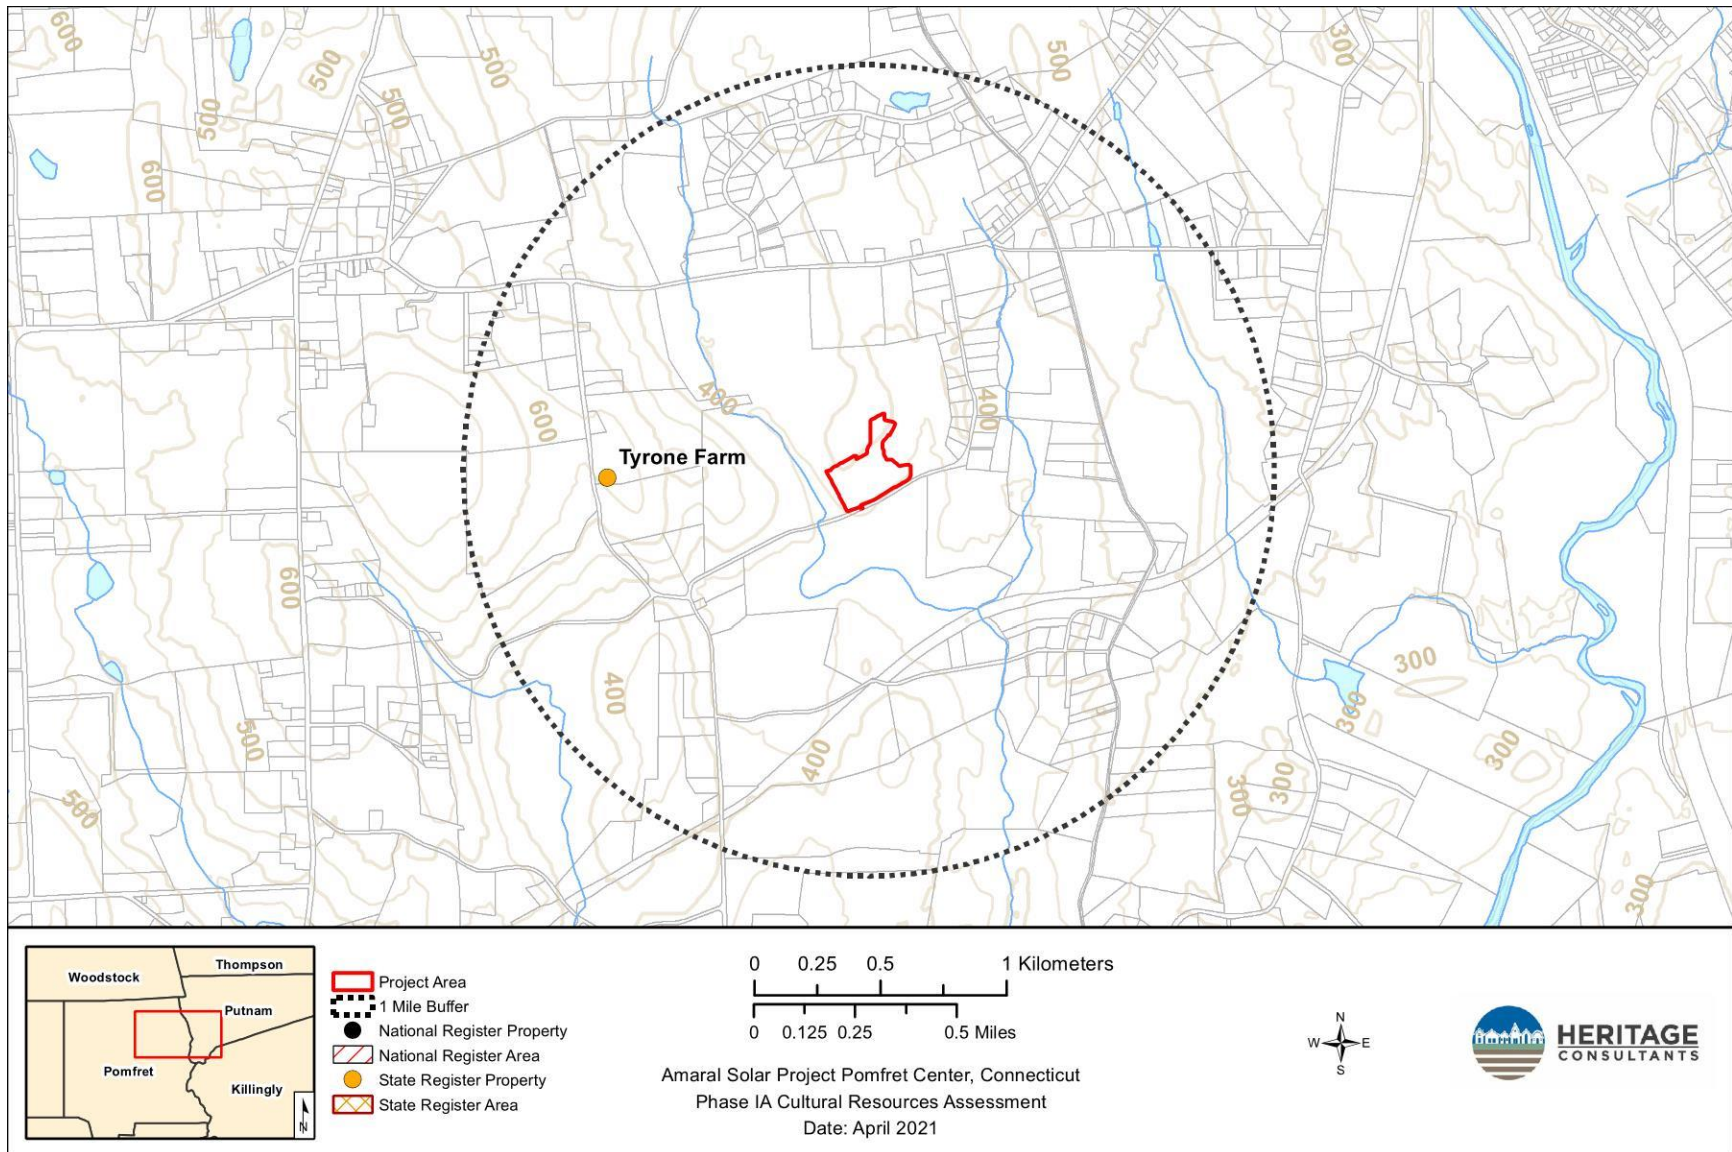 600
500
500
500
300
500
500
600
600
400
400
Tyrone Farm
600
300
400
300
500
400
300
300
300
500
300
Woodstock
Thompson
Putnam
Pomfret
Killingly
N
Project Area
1 Mile Buffer
National Register Property
National Register Area
State Register Property
State Register Area
0 0.25 0.5 1 Kilometers
0 0.125 0.25 0.5 Miles
Amaral Solar Project Pomfret Center, Connecticut
Phase IA Cultural Resources Assessment
Date: April 2021
N
W E
S
HERITAGE
CONSULTANTS